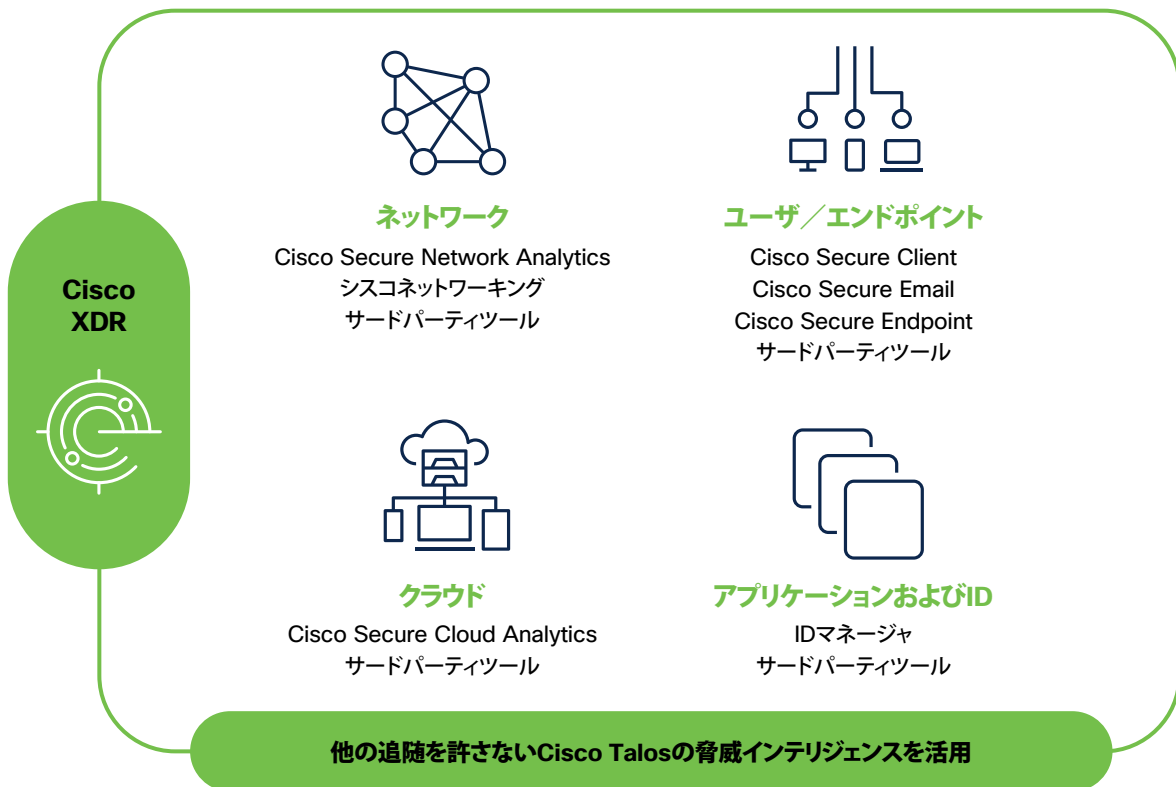 Cisco
XDR
ネットワーク
Cisco Secure Network Analytics
シスコネットワーキング
サードパーティツール
ユーザ／エンドポイント
Cisco Secure Client
Cisco Secure Email
Cisco Secure Endpoint
サードパーティツール
クラウド
Cisco Secure Cloud Analytics
サードパーティツール
アプリケーションおよびID
IDマネージャ
サードパーティツール
他の追随を許さないCisco Talosの脅威インテリジェンスを活用